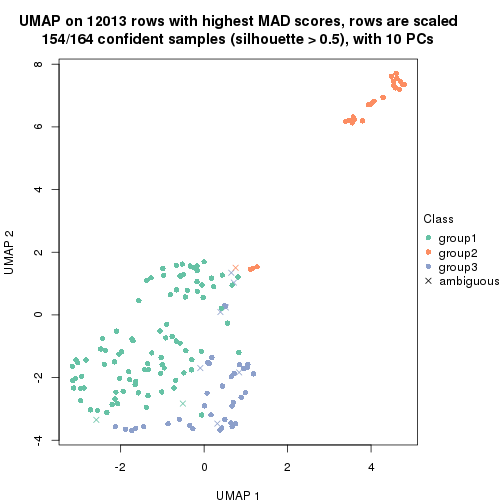 UMAP on 12013 rows with highest MAD scores, rows are scaled
154/164 confident samples (silhouette > 0.5), with 10 PCs
8
6
4
2
0
-2
-4
UMAP 2
-2
0
2
4
UMAP 1
Class
group1
group2
group3
ambiguous